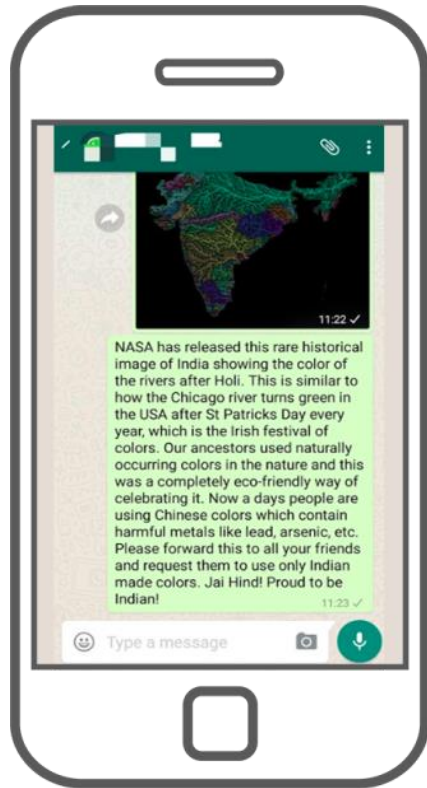 11:22
NASA has released this rare historical
image of India showing the color of
the rivers after Holi. This is similar to
how the Chicago river turns green in
the USA after St Patricks Day every
year, which is the Irish festival of
colors. Our ancestors used naturally
occurring colors in the nature and this
was a completely eco-friendly way of
celebrating it. Now a days people are
using Chinese colors which contain
harmful metals like lead, arsenic, etc.
Please forward this to all your friends
and request them to use only Indian
made colors. Jai Hind! Proud to be
Indian!
11:23
Type a message